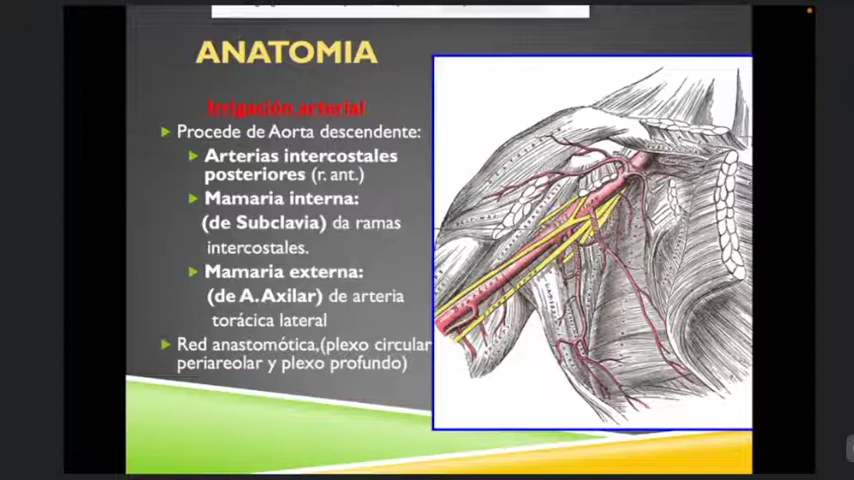 ANATOMIA
Irrigación arterial
Procede de Aorta descendente:
Arterias intercostales
posteriores (r. ant.)
Mamaria interna:
(de Subclavia) da ramas
intercostales.
Mamaria externa:
(de A. Axilar) de arteria
torácica lateral
Red anastomótica,(plexo circular
periareolar y plexo profundo)